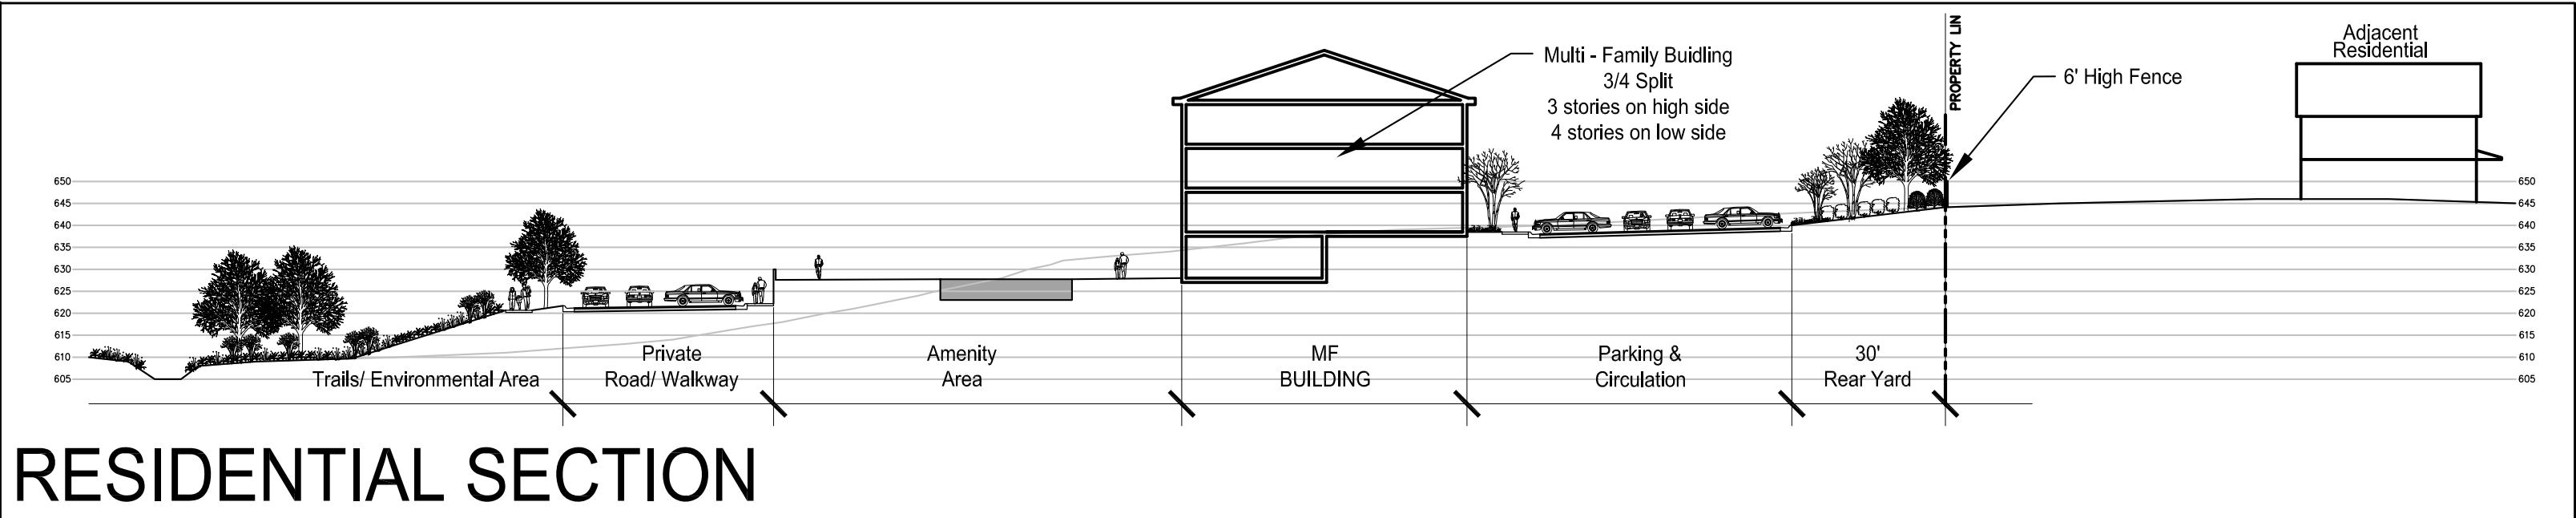 Multi - Family Buidling
3/4 Split
3 stories on high side
4 stories on low side
PROPERTY LIN
6' High Fence
Adjacent
Residential
650
645
640
635
630
625
620
615
610
605
650
645
640
635
630
625
620
615
610
605
Trails/ Environmental Area
Private
Road/ Walkway
Amenity
Area
MF
BUILDING
Parking &
Circulation
30'
Rear Yard
RESIDENTIAL SECTION